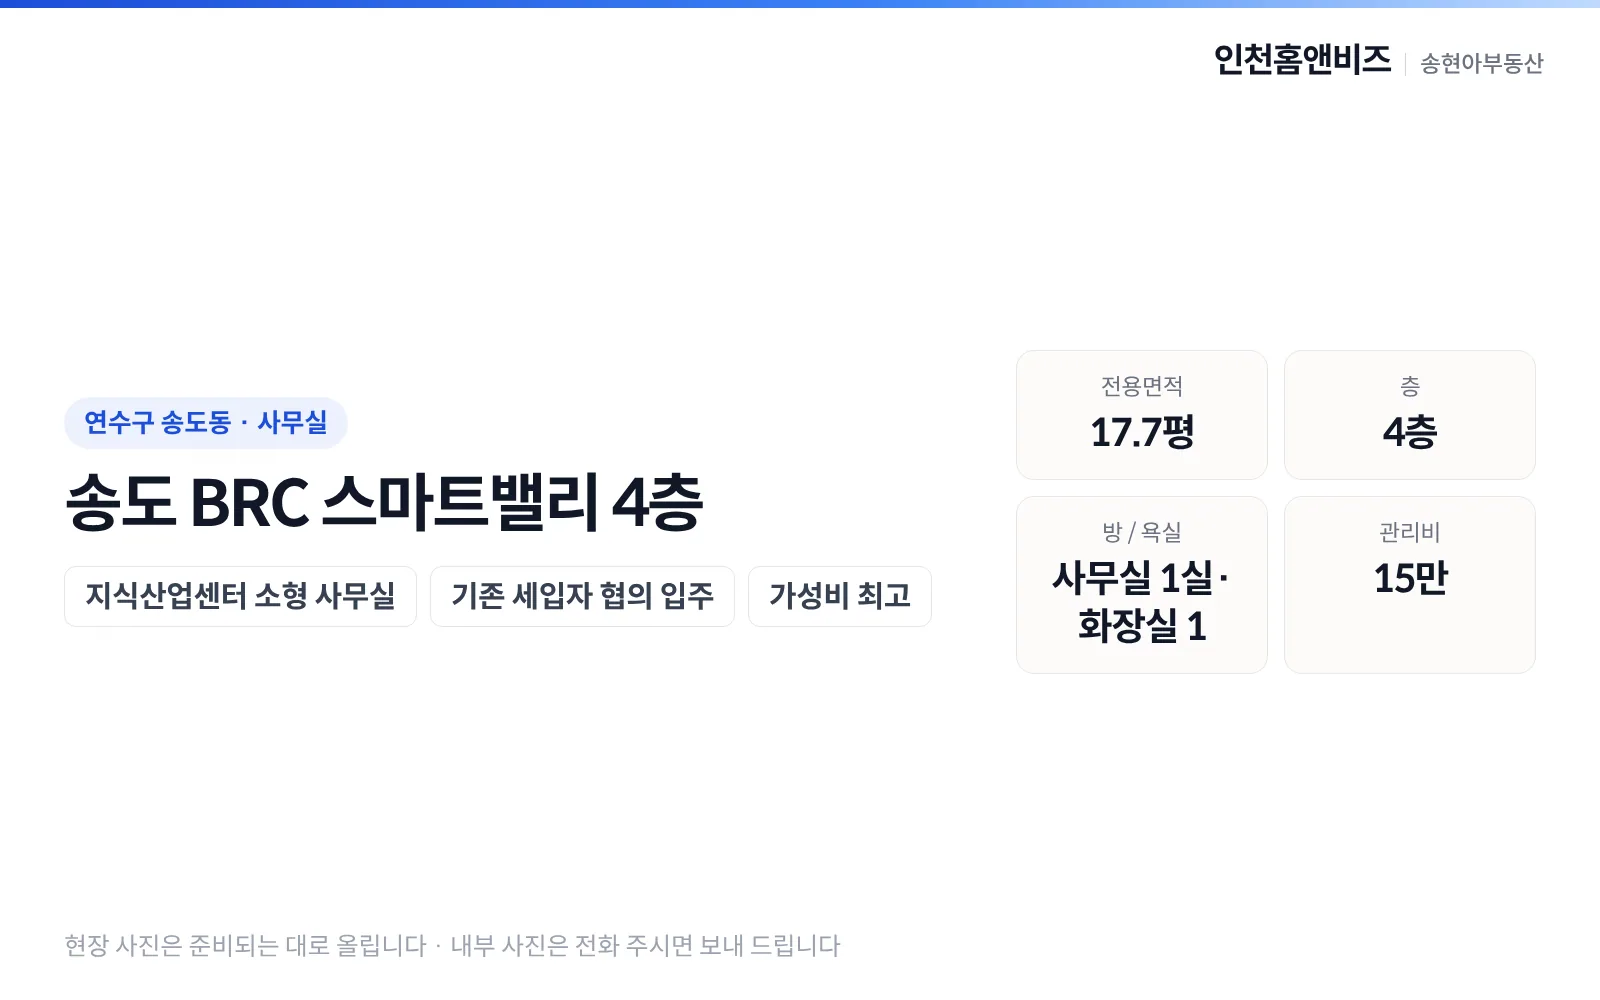 인천홈앤비즈 | 송현아부동산
연수구 송도동 · 사무실
송도 BRC 스마트밸리 4층
지식산업센터 소형 사무실
기존 세입자 협의 입주
가성비 최고
전용면적
17.7평
층
4층
방 / 욕실
사무실 1실 ·
화장실 1
관리비
15만
현장 사진은 준비되는 대로 올립니다 · 내부 사진은 전화 주시면 보내 드립니다